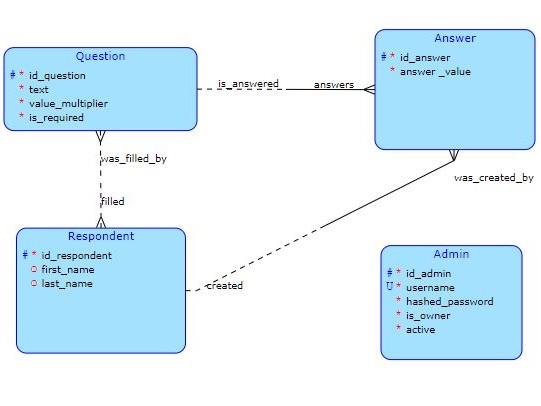 Question
# * id_question
* text
* value_multiplier
* is_required
is_answered
answers
Answer
# * id_answer
* answer _value
was_filled_by
filled
was_created_by
created
Respondent
# * id_respondent
o first_name
o last_name
Admin
# * id_admin
U * username
* hashed_password
* is_owner
* active